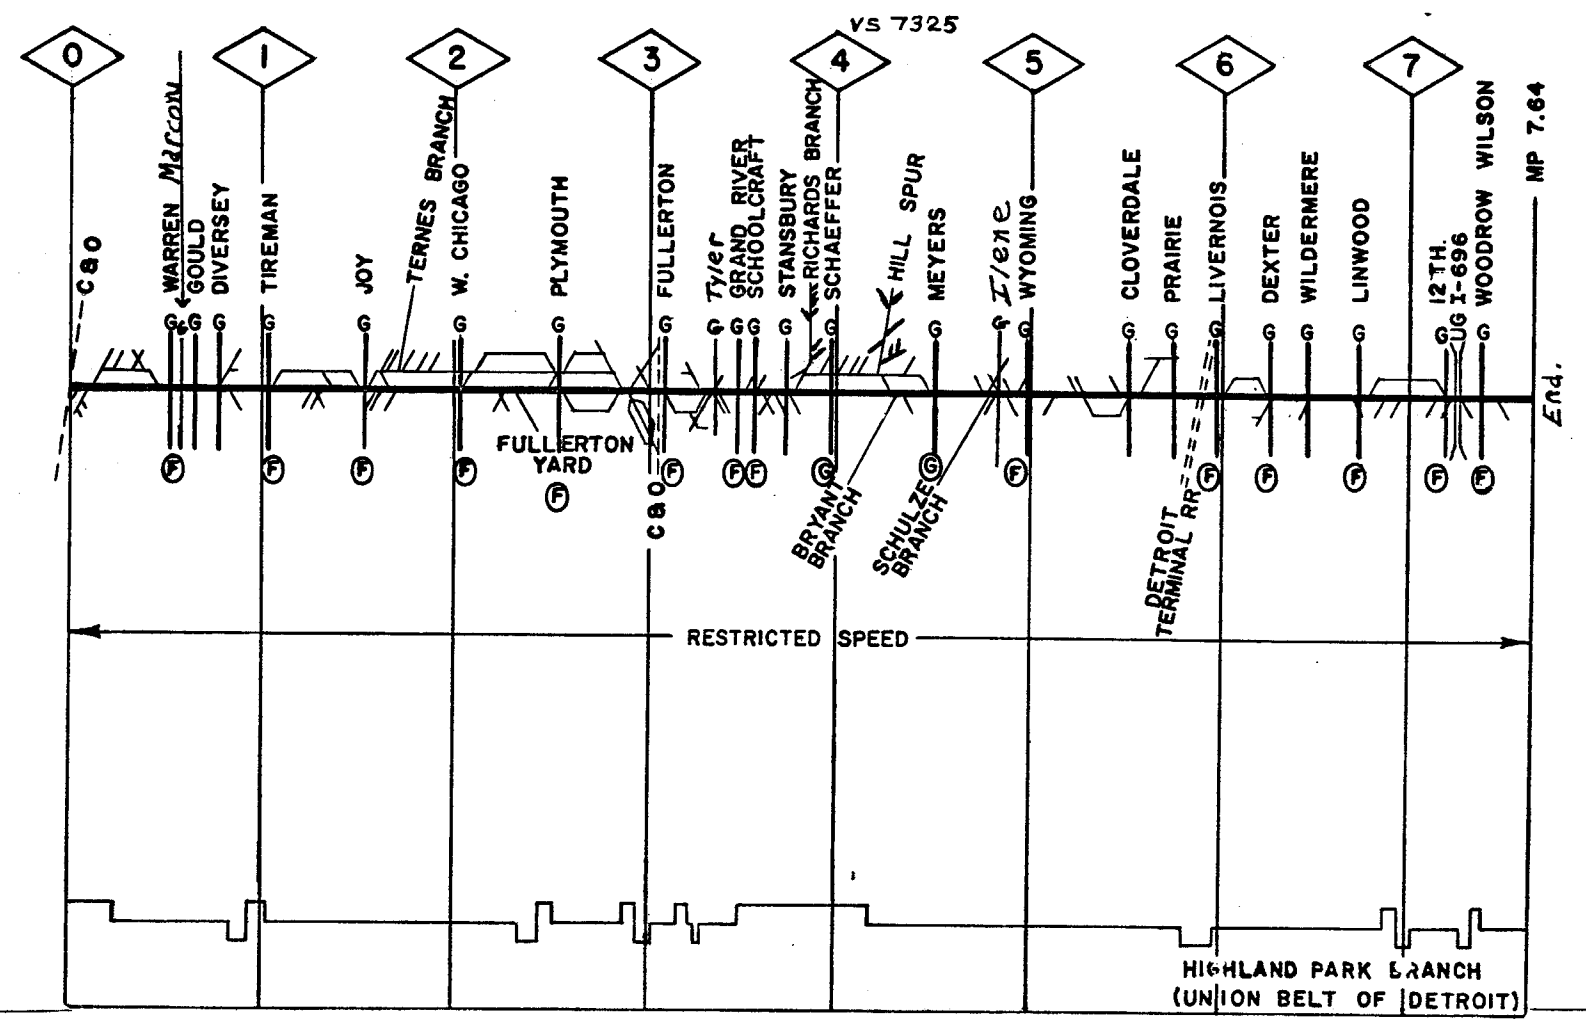 VS 7325
0
1
2
3
4
5
6
7
C&O
WARREN
Marcon
GOULD
DIVERSEY
TIREMAN
JOY
TERNES BRANCH
W. CHICAGO
PLYMOUTH
FULLERTON
Tyler
GRAND RIVER
SCHOOLCRAFT
STANSBURY
RICHARDS BRANCH
SCHAEFFER
HILL SPUR
MEYERS
Ilene
WYOMING
CLOVERDALE
PRAIRIE
LIVERNOIS
DEXTER
WILDERMERE
LINWOOD
12TH.
UG I-696
WOODROW WILSON
MP 7.64
G G G G G G G G G G G G G G G G G G G G G G G G G G
End.
FULLERTON
YARD
F F F F F F F F G G F F F F F F
C&O
BRYANT
BRANCH
SCHULZE
BRANCH
DETROIT
TERMINAL RR
RESTRICTED SPEED
HIGHLAND PARK BRANCH
(UNION BELT OF DETROIT)